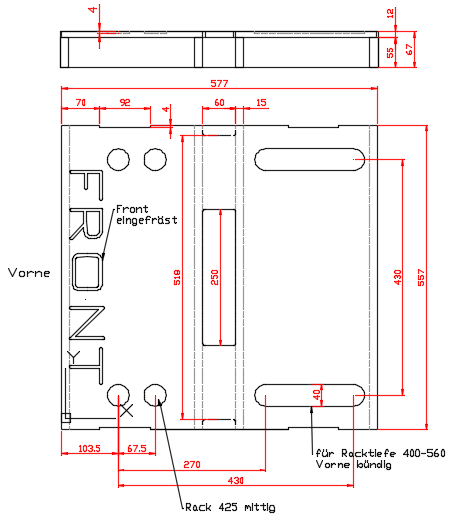 4
12
55
67
577
70
92
4
60
15
Front
eingefräst
FRONT
Vorne
518
250
430
557
40
Y
X
103.5
67.5
für Racktiefe 400-560
Vorne bündig
270
430
Rack 425 mittig